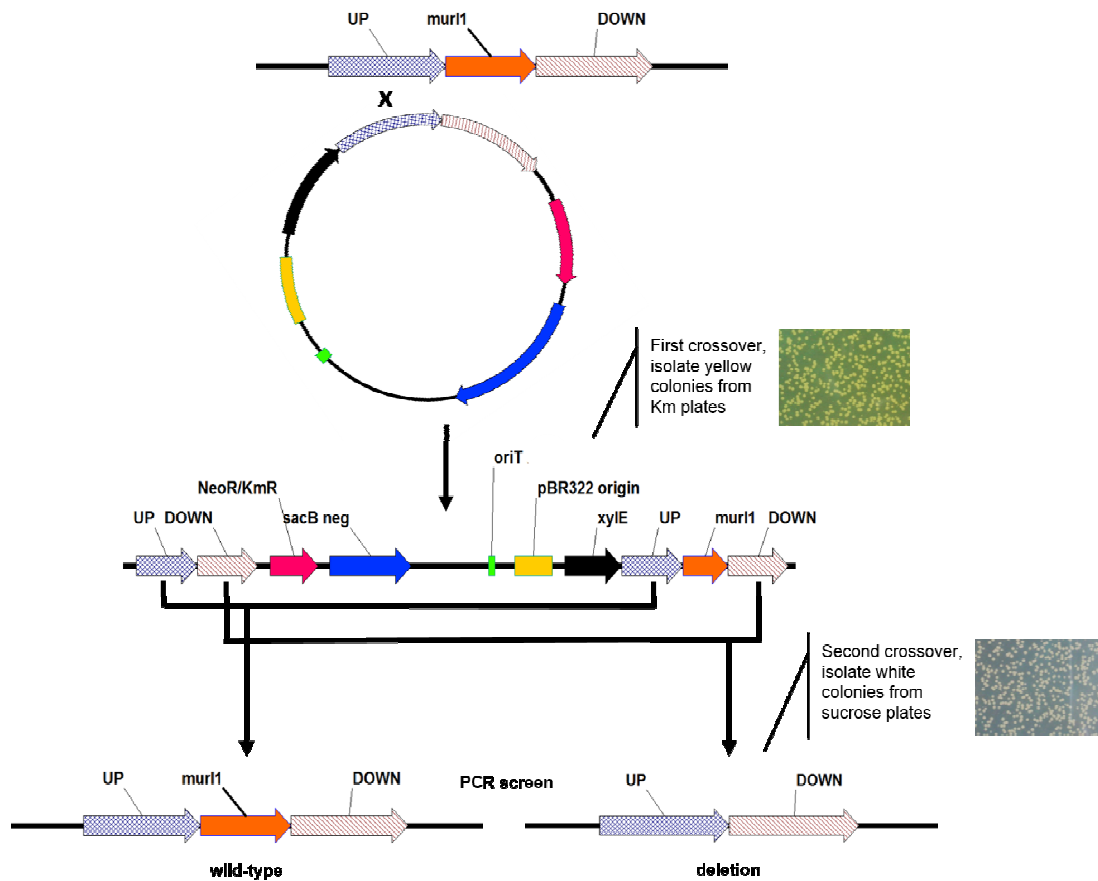 UP murI1 DOWN
X
First crossover,
isolate yellow
colonies from
Km plates
oriT
NeoR/KmR pBR322 origin
UP DOWN sacB neg xylE UP murI1 DOWN
Second crossover,
isolate white
colonies from
sucrose plates
UP murI1 DOWN PCR screen UP DOWN
wild-type deletion